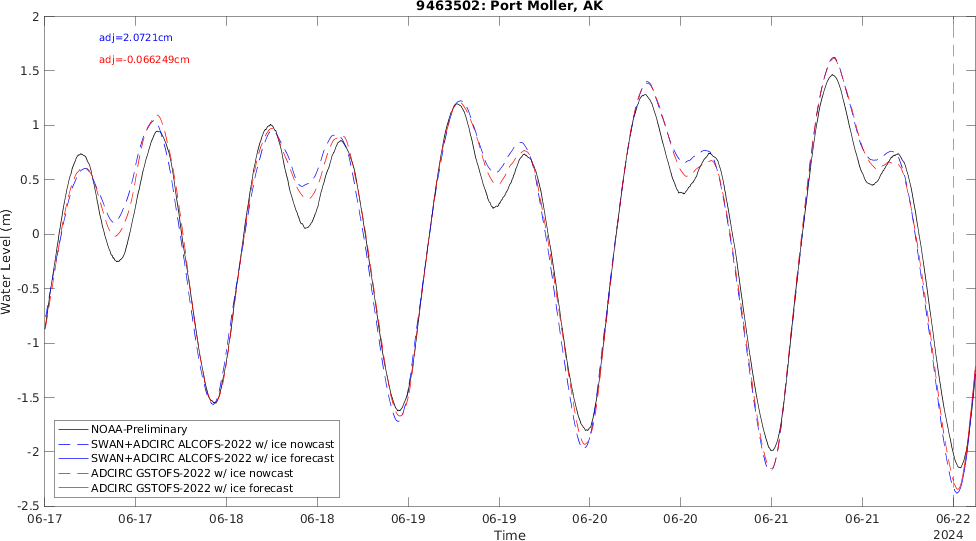 9463502: Port Moller, AK
adj=2.0721cm
adj=-0.066249cm
2
1.5
1
0.5
0
-0.5
-1
-1.5
-2
-2.5
Water Level (m)
NOAA-Preliminary
SWAN+ADCIRC ALCOFS-2022 w/ ice nowcast
SWAN+ADCIRC ALCOFS-2022 w/ ice forecast
ADCIRC GSTOFS-2022 w/ ice nowcast
ADCIRC GSTOFS-2022 w/ ice forecast
06-17 06-17 06-18 06-18 06-19 06-19 06-20 06-20 06-21 06-21 06-22
Time
2024